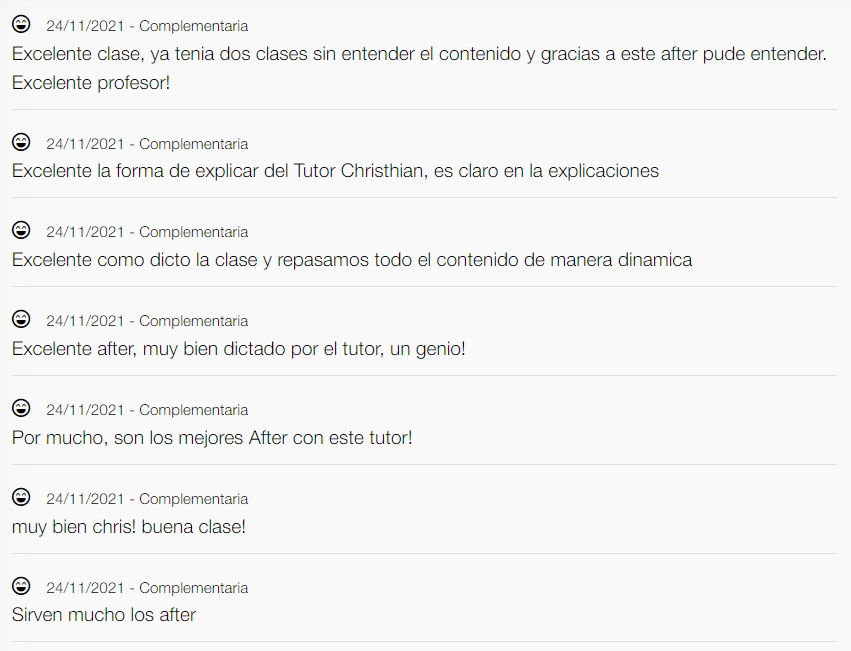 24/11/2021 - Complementaria
Excelente clase, ya tenia dos clases sin entender el contenido y gracias a este after pude entender.
Excelente profesor!
24/11/2021 - Complementaria
Excelente la forma de explicar del Tutor Christhian, es claro en la explicaciones
24/11/2021 - Complementaria
Excelente como dicto la clase y repasamos todo el contenido de manera dinamica
24/11/2021 - Complementaria
Excelente after, muy bien dictado por el tutor, un genio!
24/11/2021 - Complementaria
Por mucho, son los mejores After con este tutor!
24/11/2021 - Complementaria
muy bien chris! buena clase!
24/11/2021 - Complementaria
Sirven mucho los after